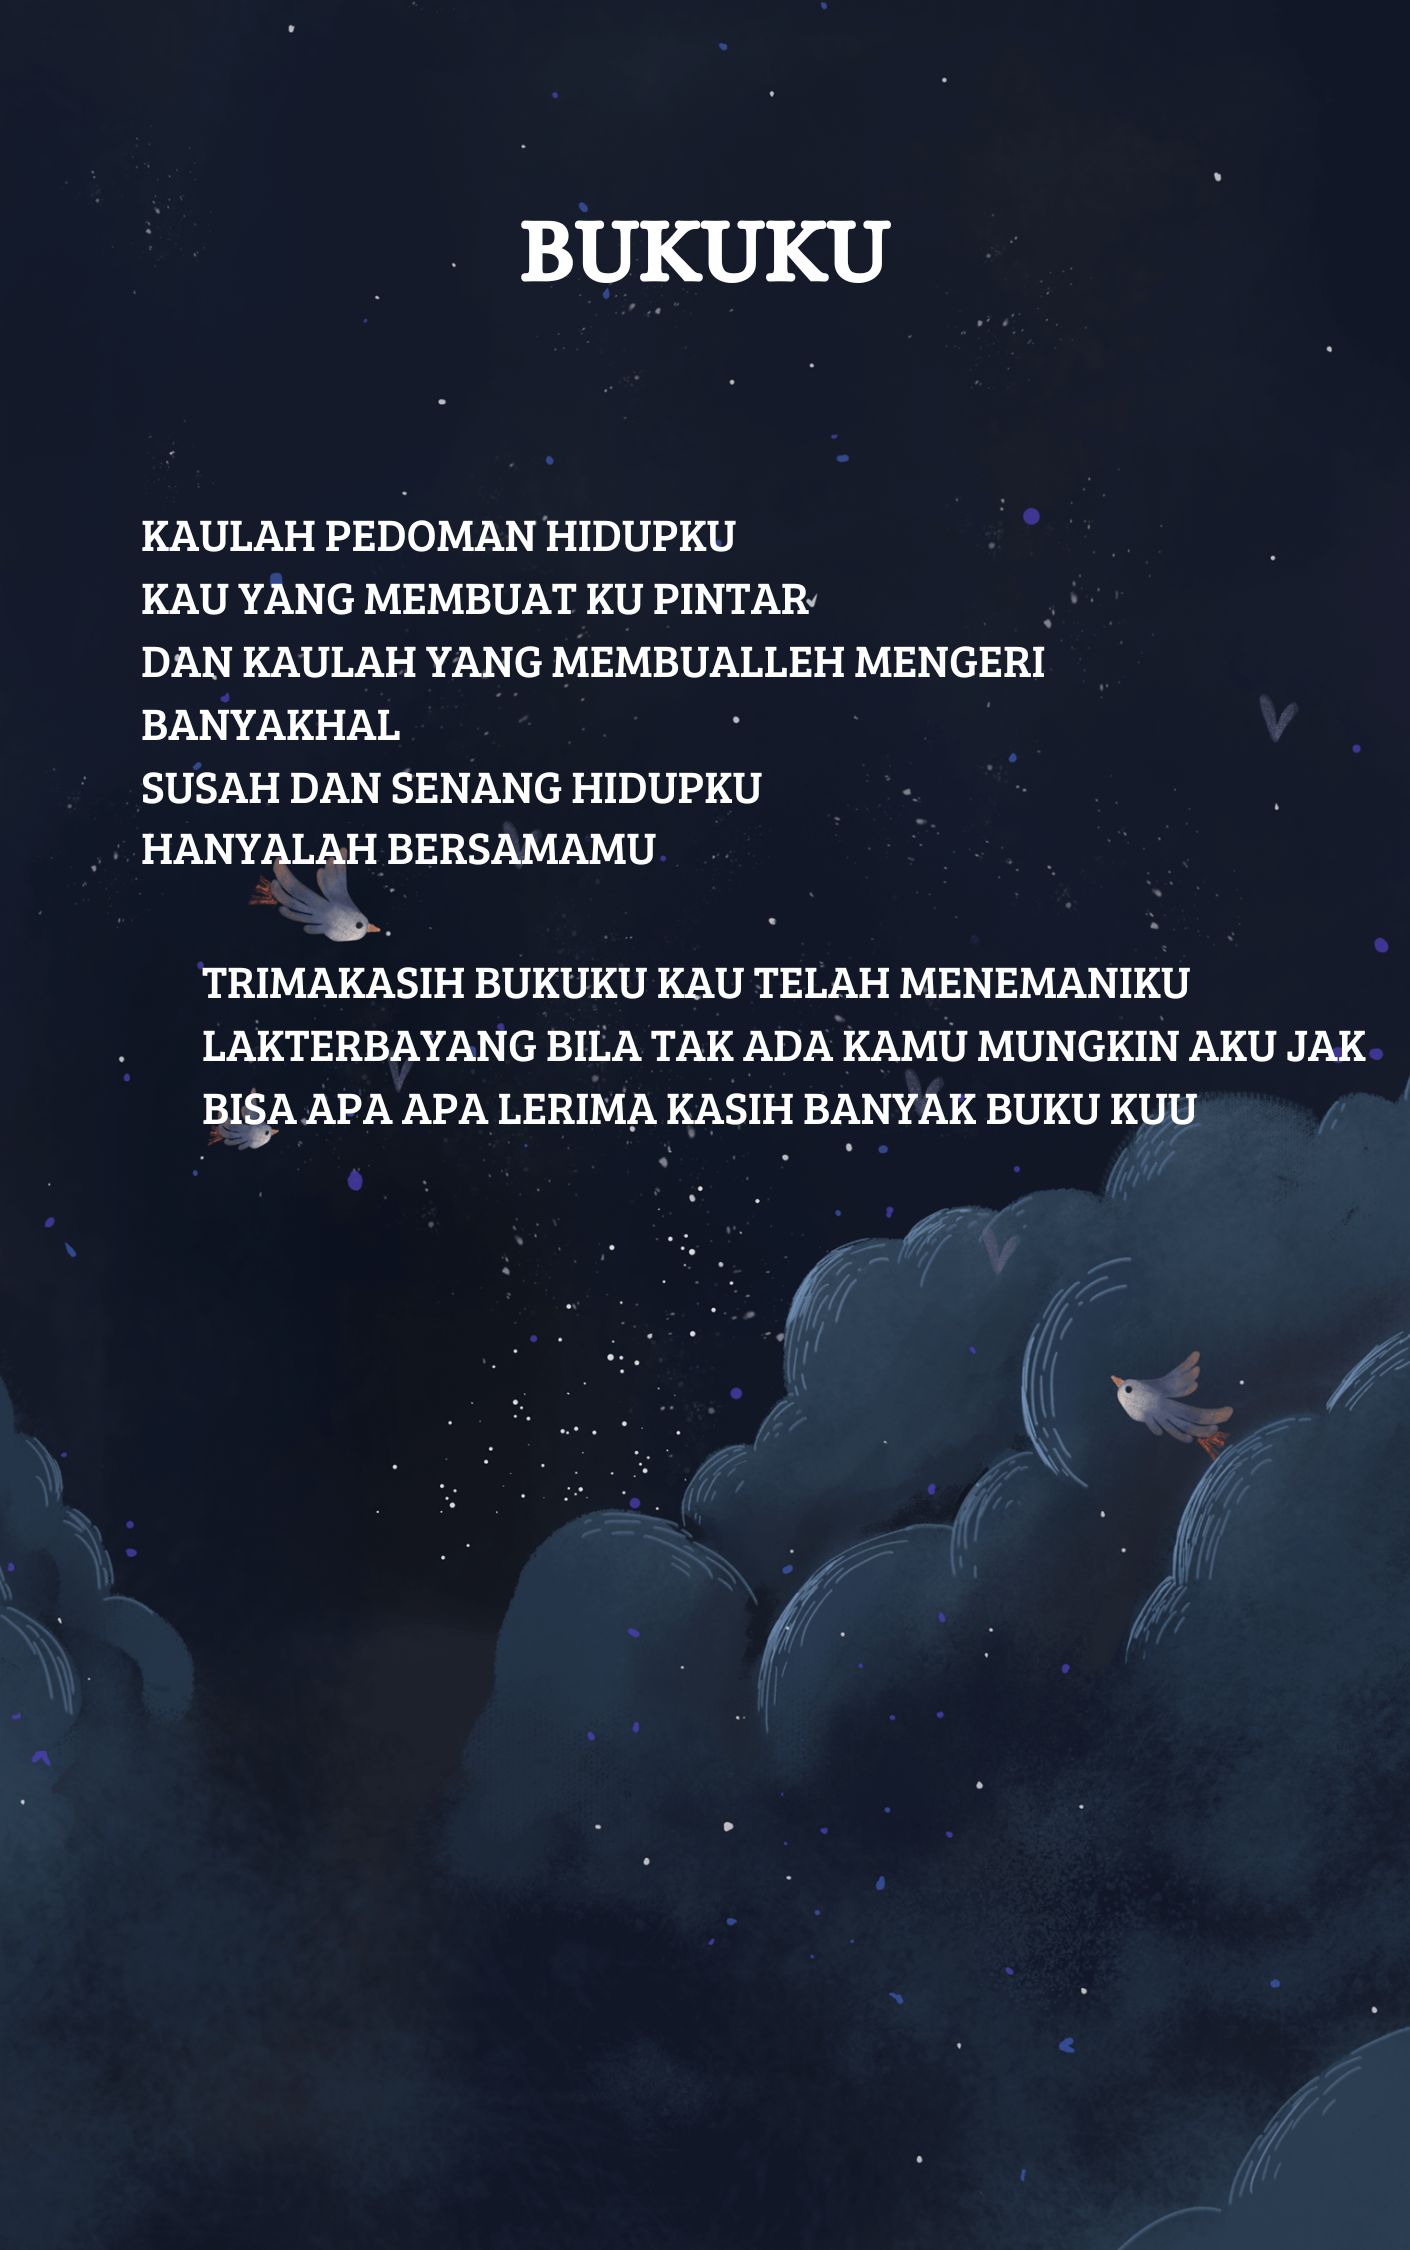 BUKUKU
KAULAH PEDOMAN HIDUPKU
KAU YANG MEMBUAT KU PINTAR
DAN KAULAH YANG MEMBUALLEH MENGERI
BANYAKHAL
SUSAH DAN SENANG HIDUPKU
HANYALAH BERSAMAMU
TRIMAKASIH BUKUKU KAU TELAH MENEMANIKU
LAKTERBAYANG BILA TAK ADA KAMU MUNGKIN AKU JAK
BISA APA APA LERIMA KASIH BANYAK BUKU KUU